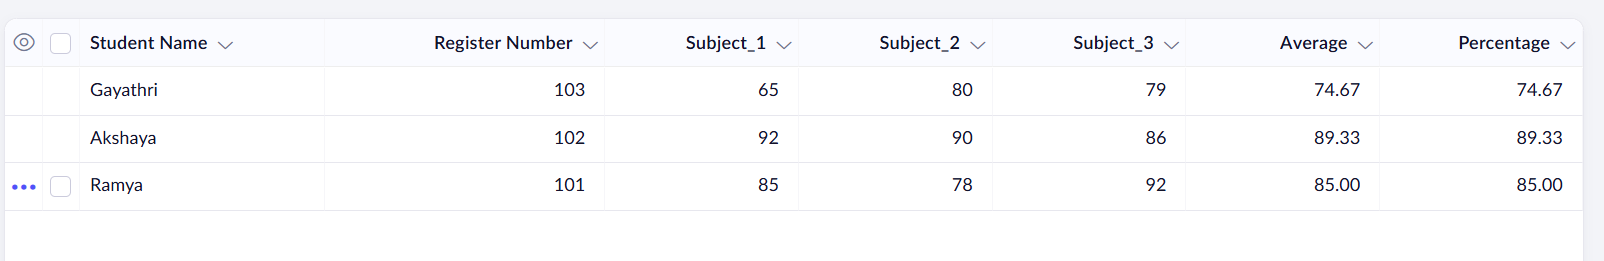 Student Name Register Number Subject_1 Subject_2 Subject_3 Average Percentage
Gayathri 103 65 80 79 74.67 74.67
Akshaya 102 92 90 86 89.33 89.33
Ramya 101 85 78 92 85.00 85.00